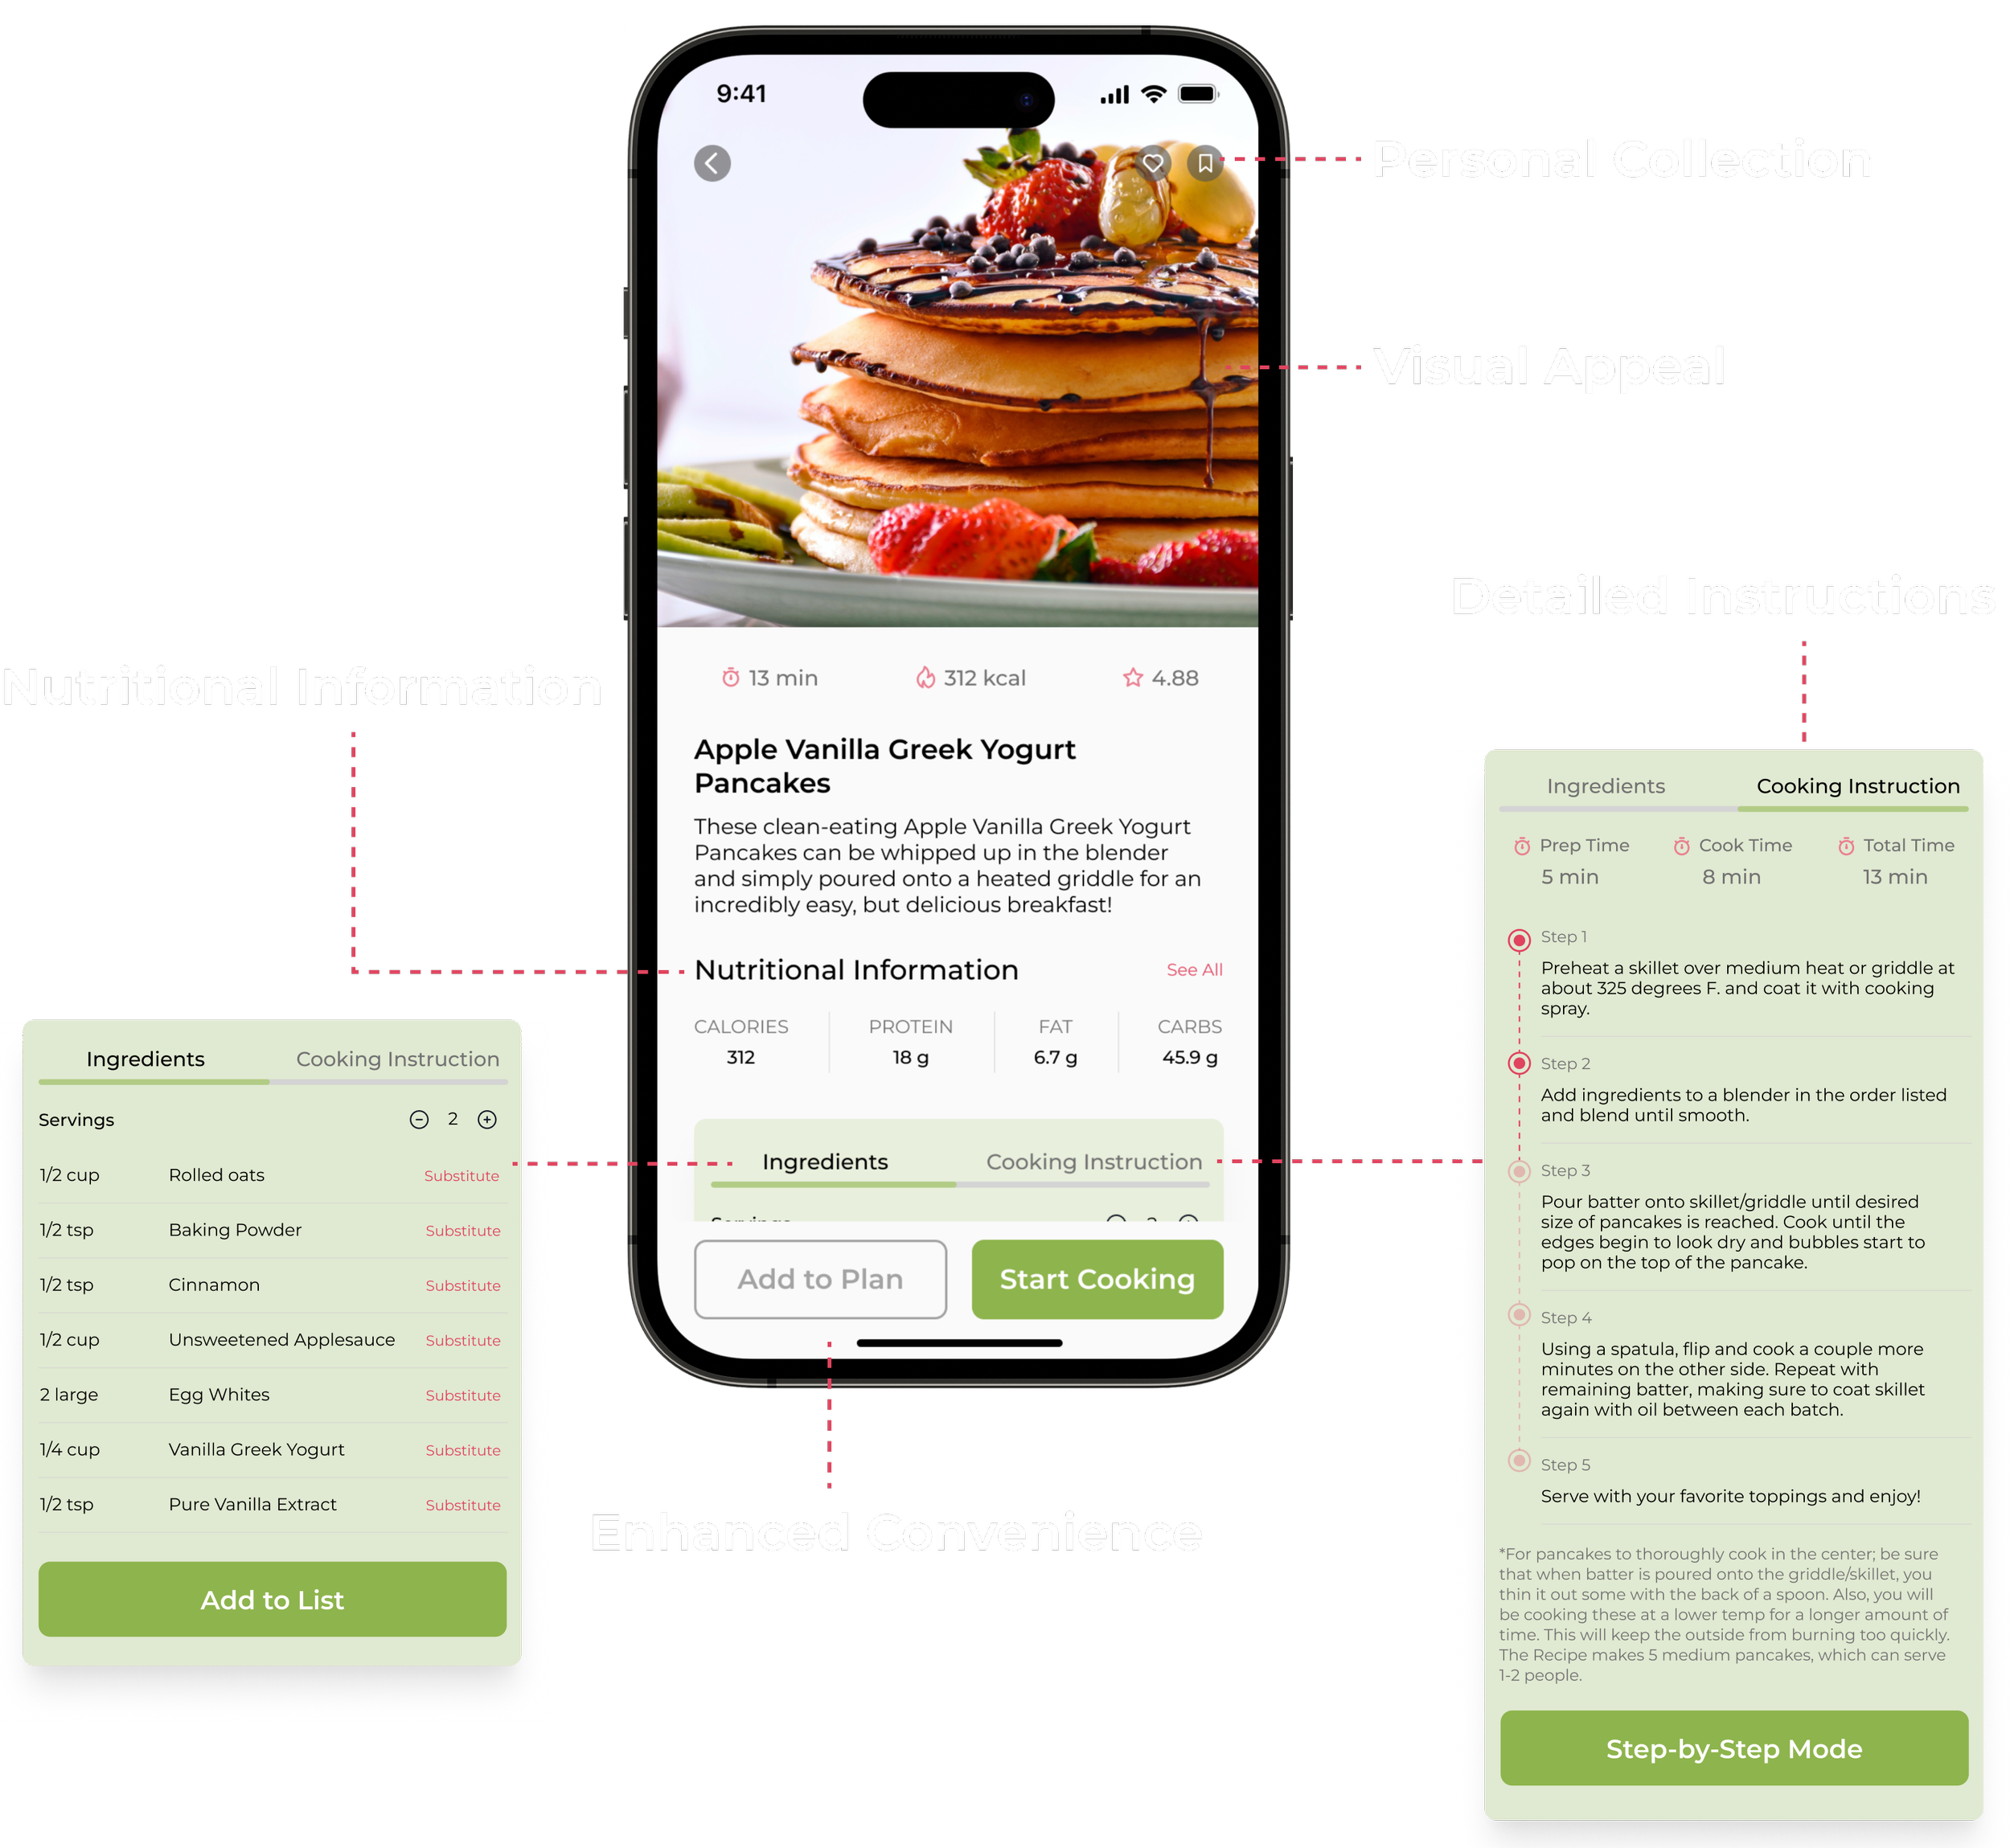 9:41
Personal Collection
Visual Appeal
Detailed Instructions
Nutritional Information
13 min
312 kcal
4.88
Apple Vanilla Greek Yogurt
Pancakes
These clean-eating Apple Vanilla Greek Yogurt
Pancakes can be whipped up in the blender
and simply poured onto a heated griddle for an
incredibly easy, but delicious breakfast!
Nutritional Information
See All
CALORIES PROTEIN FAT CARBS
312 18 g 6.7 g 45.9 g
Ingredients Cooking Instruction
Servings 2
Add to Plan
Start Cooking
Enhanced Convenience
Ingredients Cooking Instruction
Servings 2
1/2 cup Rolled oats Substitute
1/2 tsp Baking Powder Substitute
1/2 tsp Cinnamon Substitute
1/2 cup Unsweetened Applesauce Substitute
2 large Egg Whites Substitute
1/4 cup Vanilla Greek Yogurt Substitute
1/2 tsp Pure Vanilla Extract Substitute
Add to List
Ingredients Cooking Instruction
Prep Time Cook Time Total Time
5 min 8 min 13 min
Step 1
Preheat a skillet over medium heat or griddle at
about 325 degrees F. and coat it with cooking
spray.
Step 2
Add ingredients to a blender in the order listed
and blend until smooth.
Step 3
Pour batter onto skillet/griddle until desired
size of pancakes is reached. Cook until the
edges begin to look dry and bubbles start to
pop on the top of the pancake.
Step 4
Using a spatula, flip and cook a couple more
minutes on the other side. Repeat with
remaining batter, making sure to coat skillet
again with oil between each batch.
Step 5
Serve with your favorite toppings and enjoy!
*For pancakes to thoroughly cook in the center; be sure
that when batter is poured onto the griddle/skillet, you
thin it out some with the back of a spoon. Also, you will
be cooking these at a lower temp for a longer amount of
time. This will keep the outside from burning too quickly.
The Recipe makes 5 medium pancakes, which can serve
1-2 people.
Step-by-Step Mode